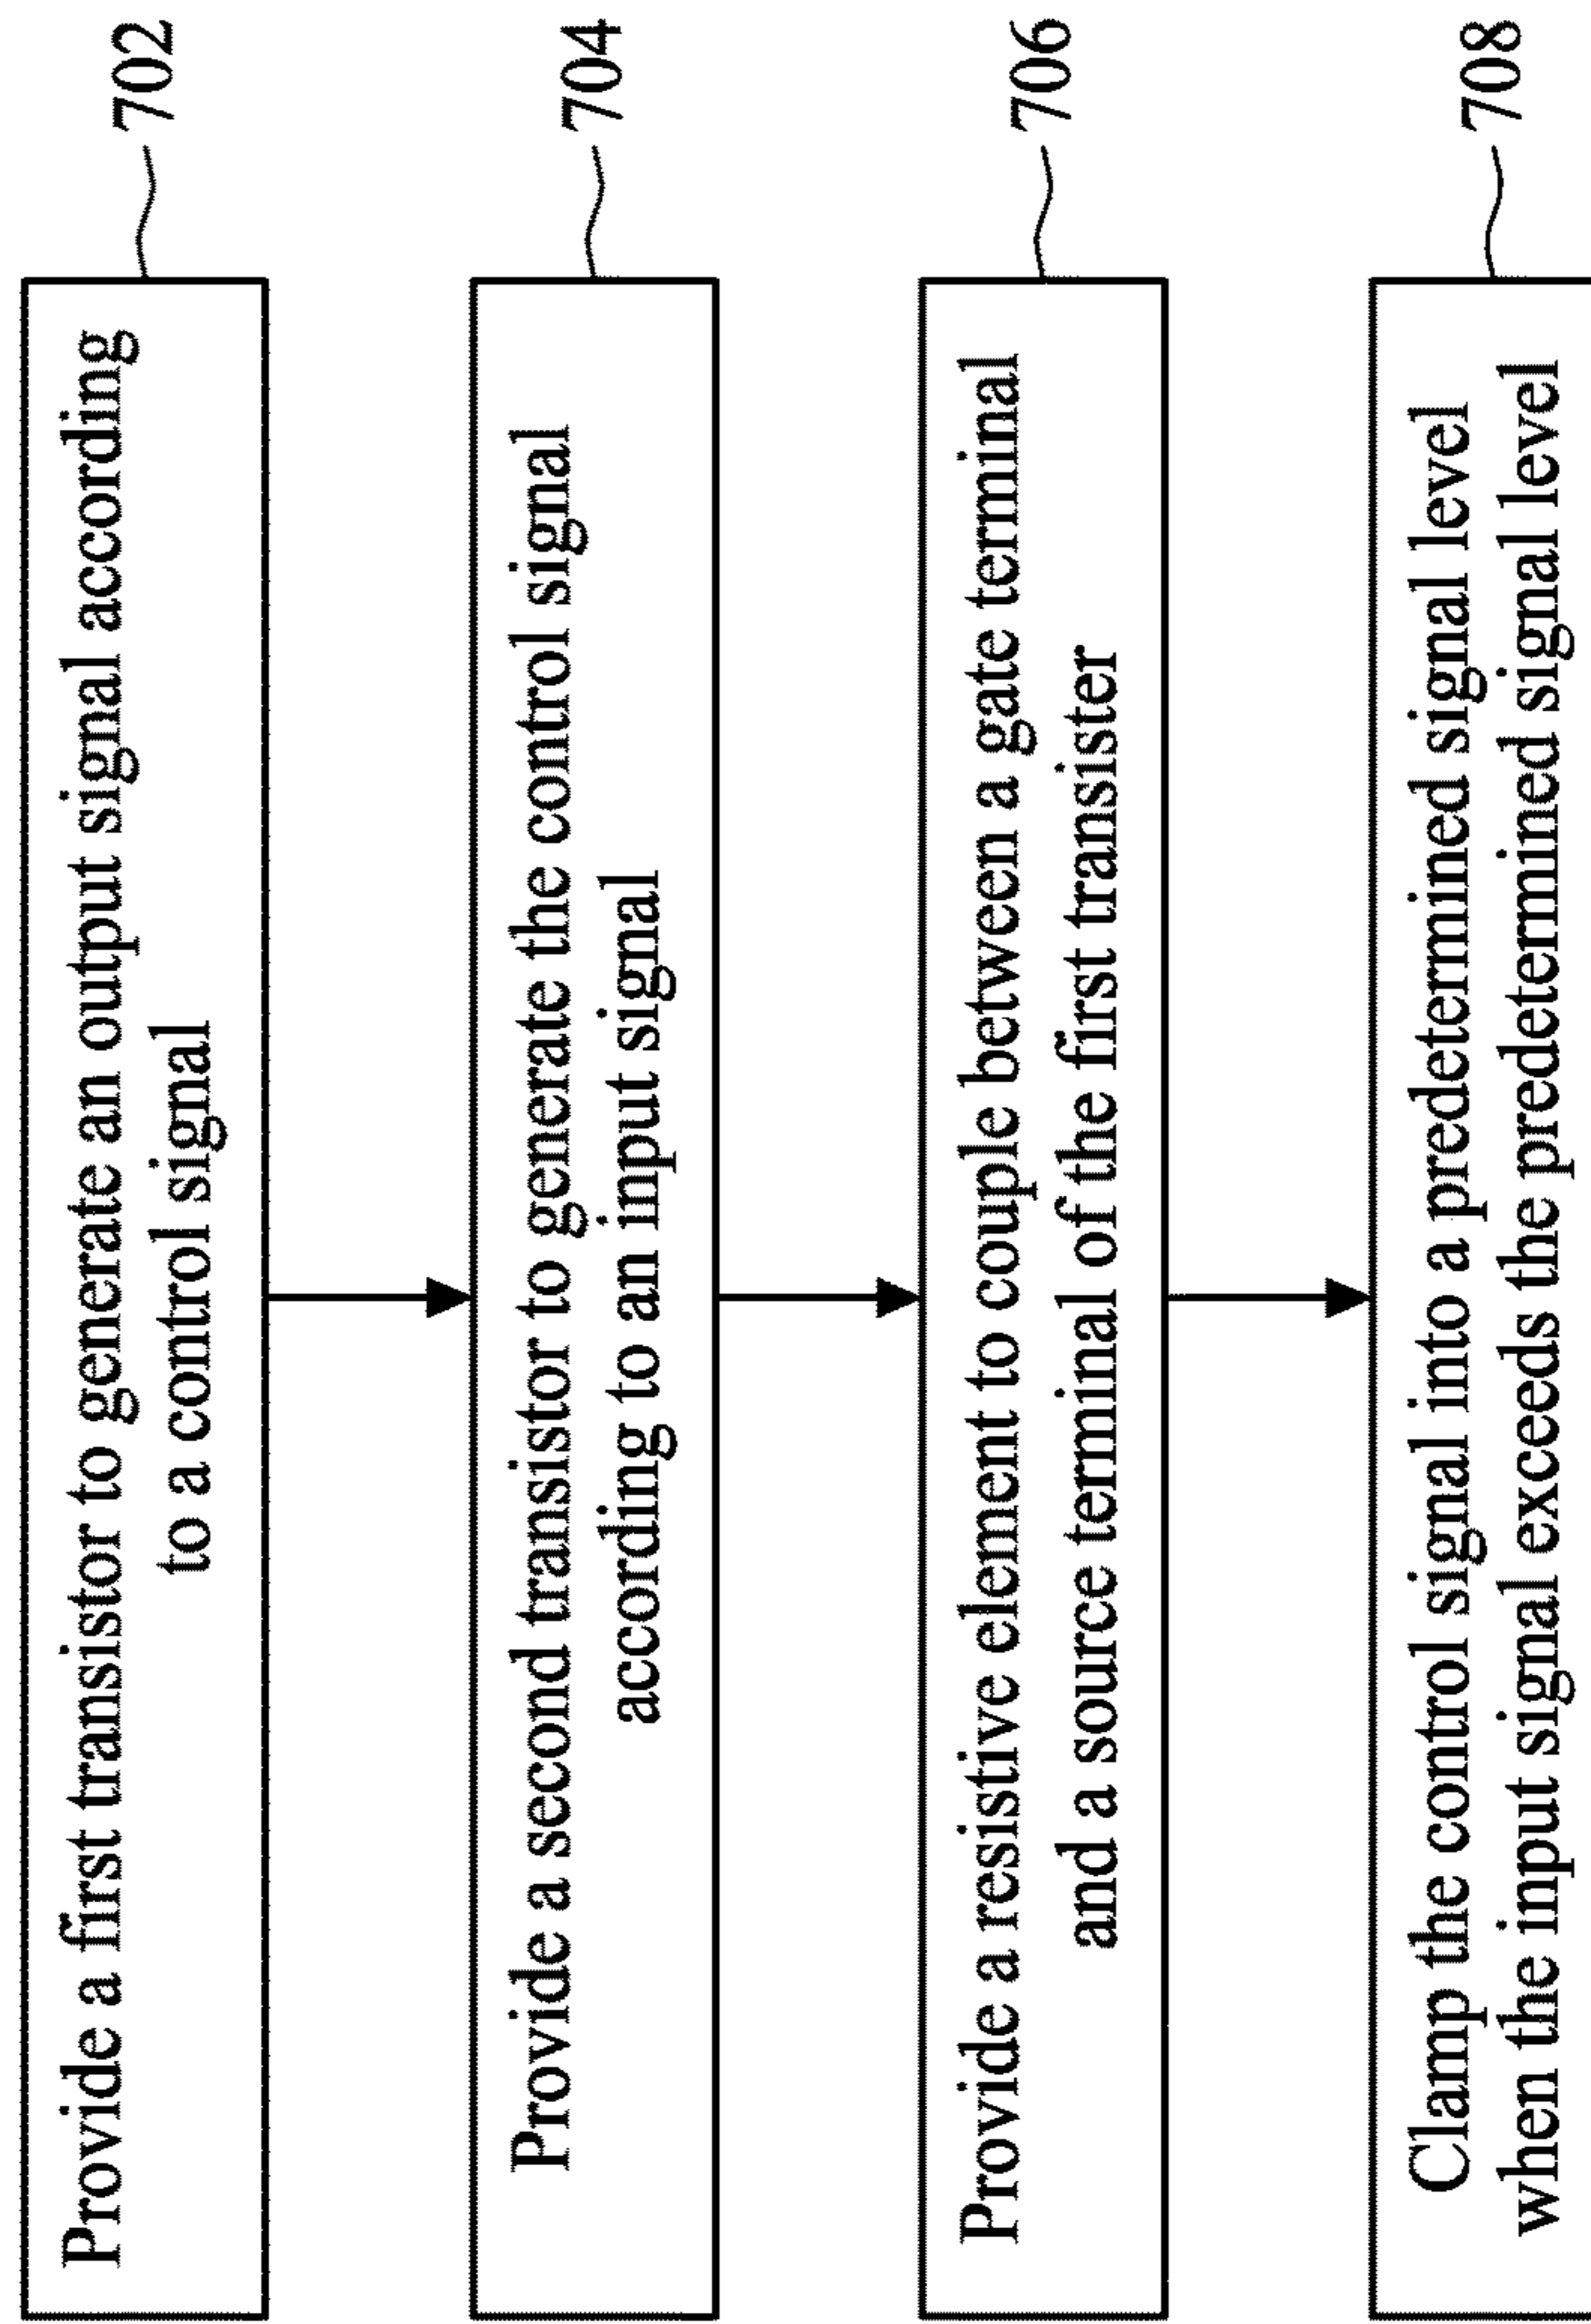 Provide a first transistor to generate an output signal according
to a control signal
702
Provide a second transistor to generate the control signal
according to an input signal
704
Provide a resistive element to couple between a gate terminal
and a source terminal of the first transister
706
Clamp the control signal into a predetermined signal level
when the input signal exceeds the predetermined signal level
708